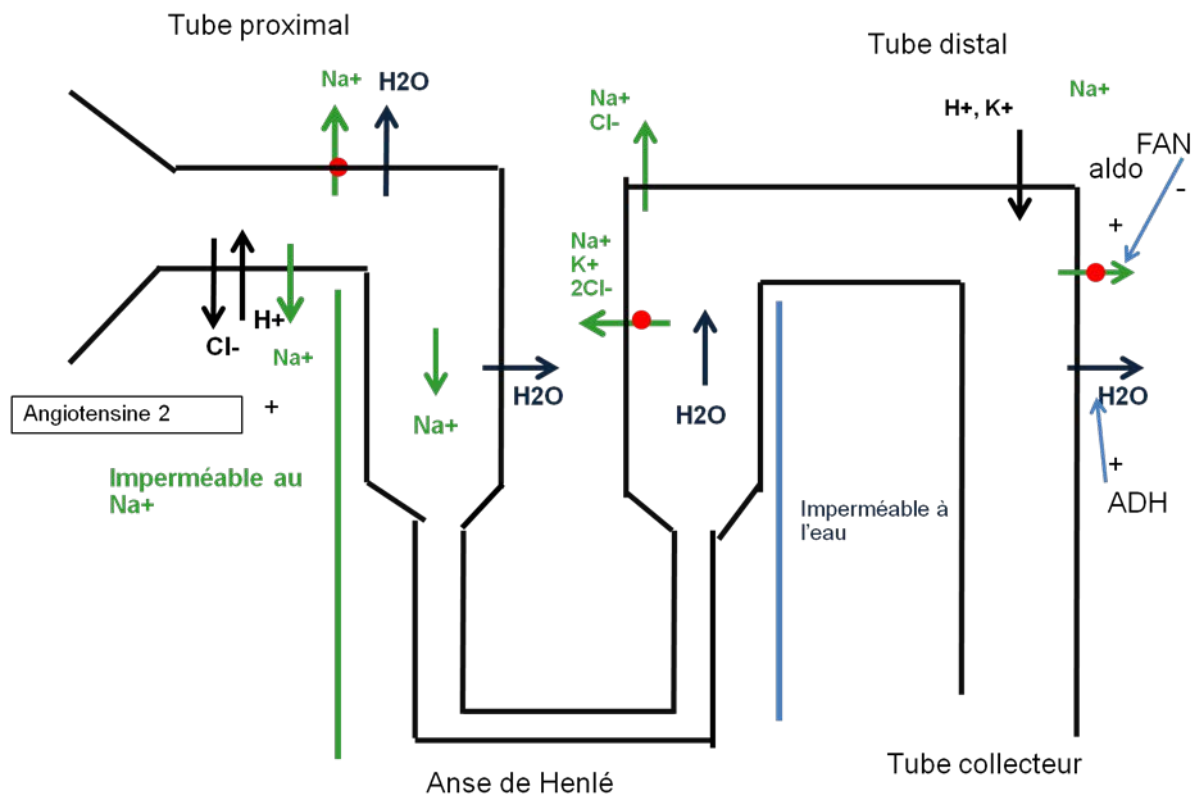 Tube proximal
Tube distal
Na+
H2O
Na+
Cl-
H+, K+
Na+
FAN
aldo
-
+
Na+
K+
2Cl-
H+
Cl-
Na+
Angiotensine 2
+
Na+
H2O
H2O
H2O
+
ADH
Imperméable au
Na+
Imperméable à
l'eau
Anse de Henlé
Tube collecteur